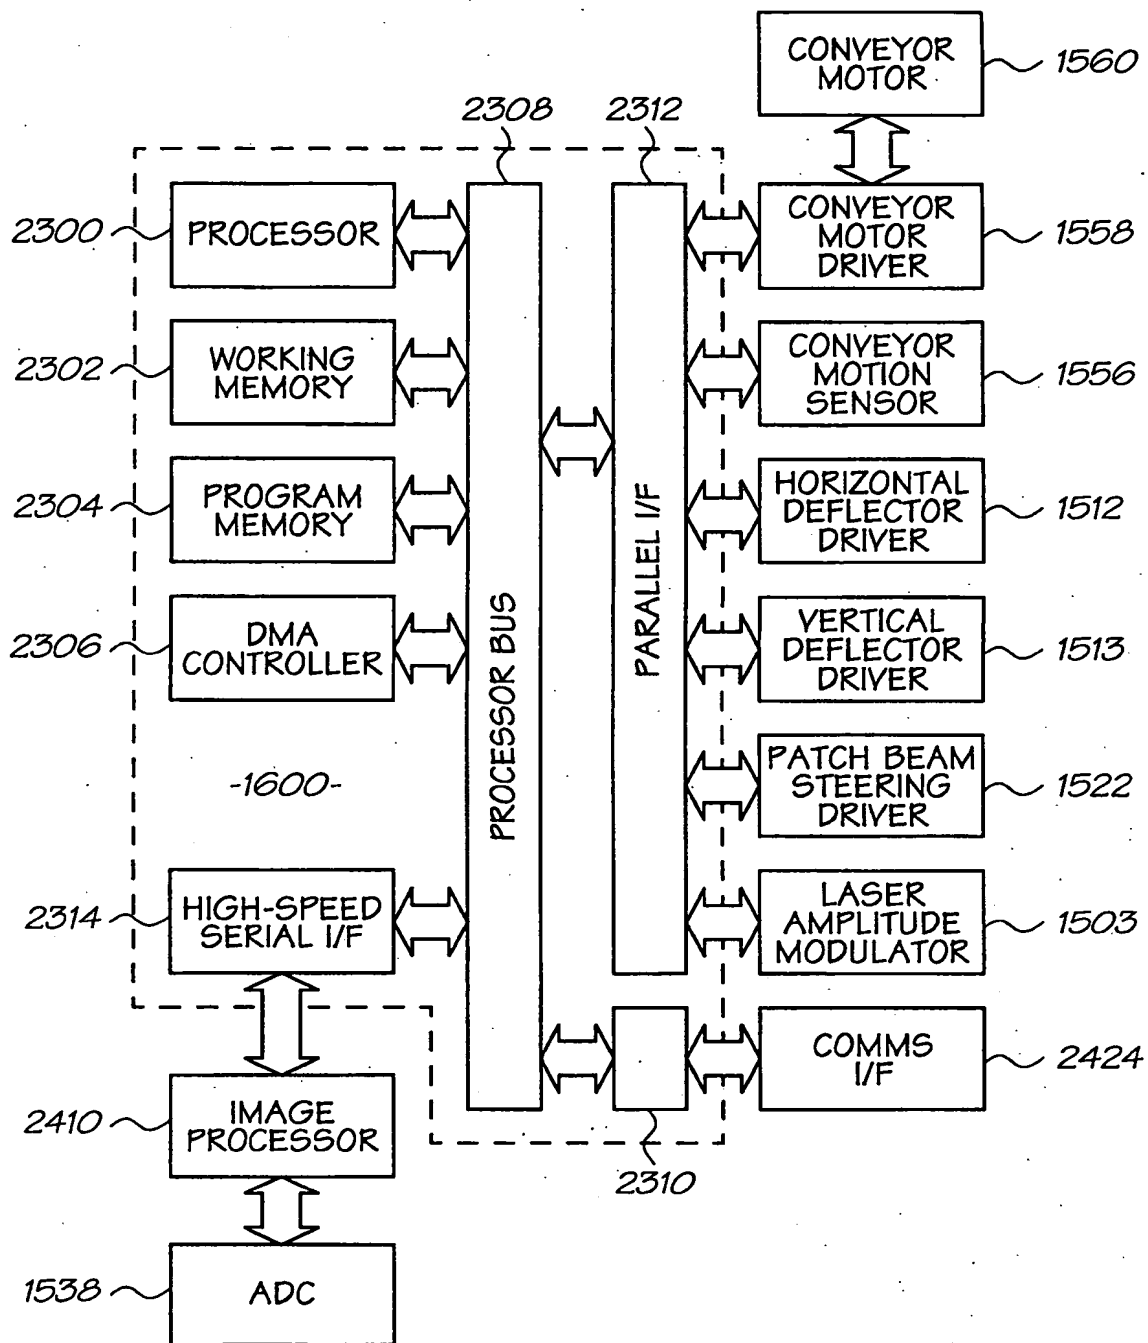 CONVEYOR
MOTOR
1560
2308
2312
2300
PROCESSOR
CONVEYOR
MOTOR
DRIVER
1558
2302
WORKING
MEMORY
CONVEYOR
MOTION
SENSOR
1556
2304
PROGRAM
MEMORY
HORIZONTAL
DEFLECTOR
DRIVER
1512
2306
DMA
CONTROLLER
PROCESSOR BUS
PARALLEL I/F
VERTICAL
DEFLECTOR
DRIVER
1513
-1600-
PATCH BEAM
STEERING
DRIVER
1522
2314
HIGH-SPEED
SERIAL I/F
LASER
AMPLITUDE
MODULATOR
1503
COMMS
I/F
2424
2410
IMAGE
PROCESSOR
2310
1538
ADC